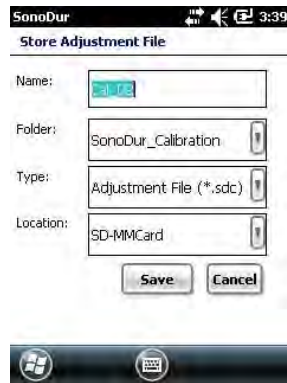 SonoDur 3:39
Store Adjustment File
Name:
Folder: SonoDur_Calibration
Type: Adjustment File (*.sdc)
Location: SD-MMCard
Save Cancel